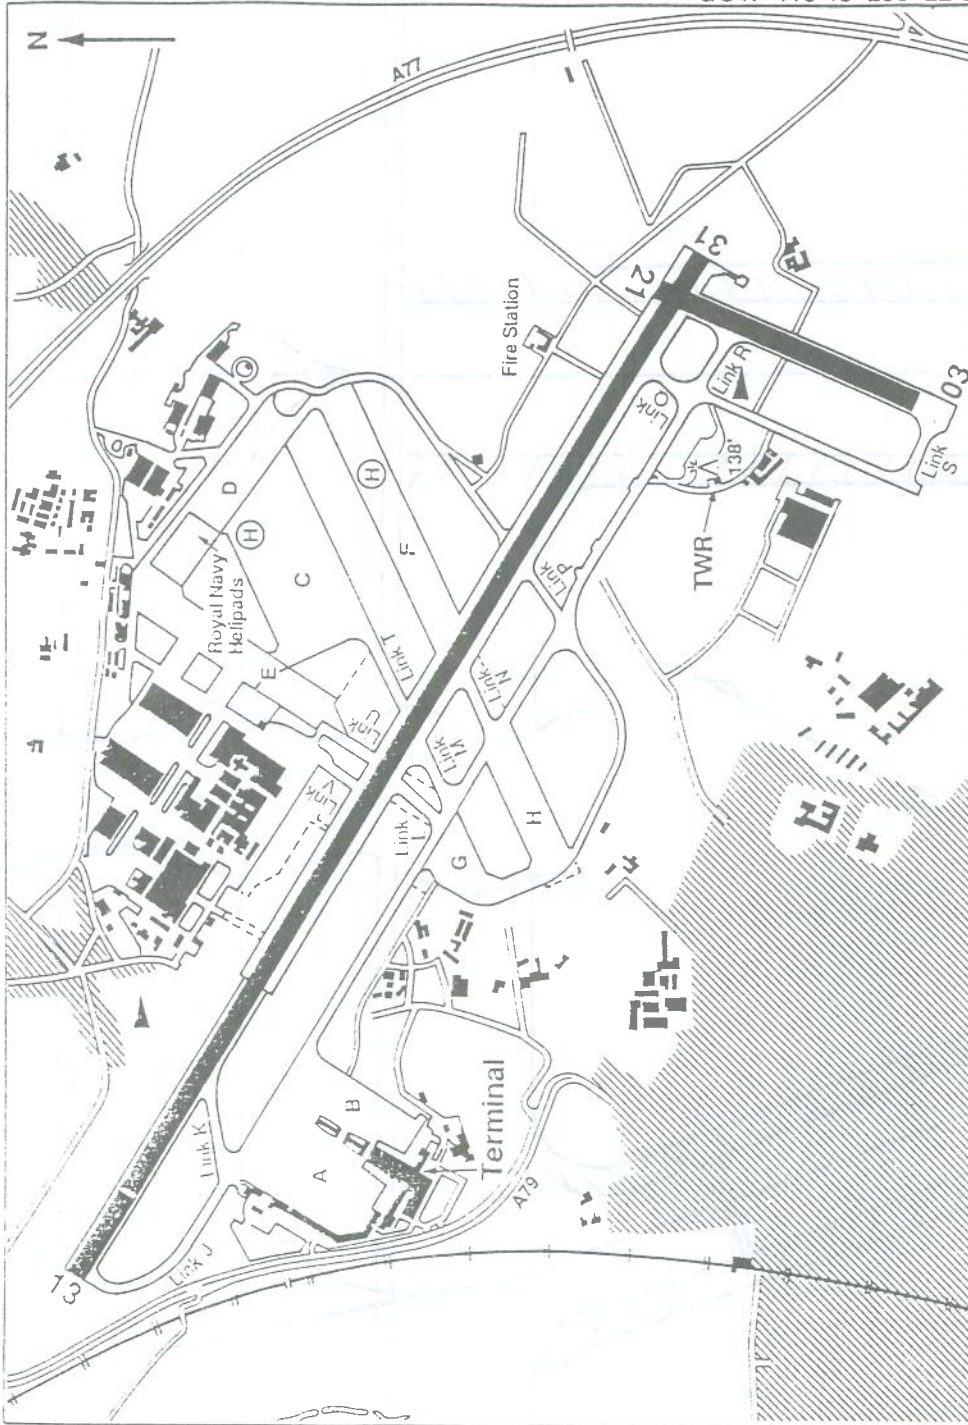 N
A77
Fire Station
21
31
Link R
03
Link O
138'
Link S
TWR
D
H
H
C
F
Royal Navy Helipads
E
Link T
Link U
Link P
Link N
Link M
Link V
Link L
H
G
Terminal
B
A
A79
Link K
Link J
13